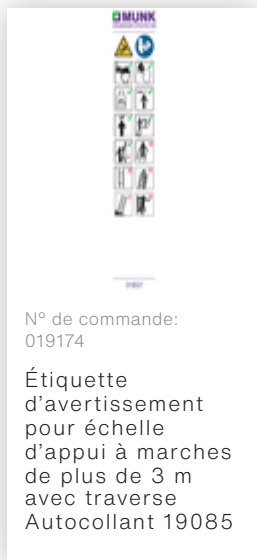 MUNK
N° de commande:
019174
Étiquette
d'avertissement
pour échelle
d'appui à marches
de plus de 3 m
avec traverse
Autocollant 19085